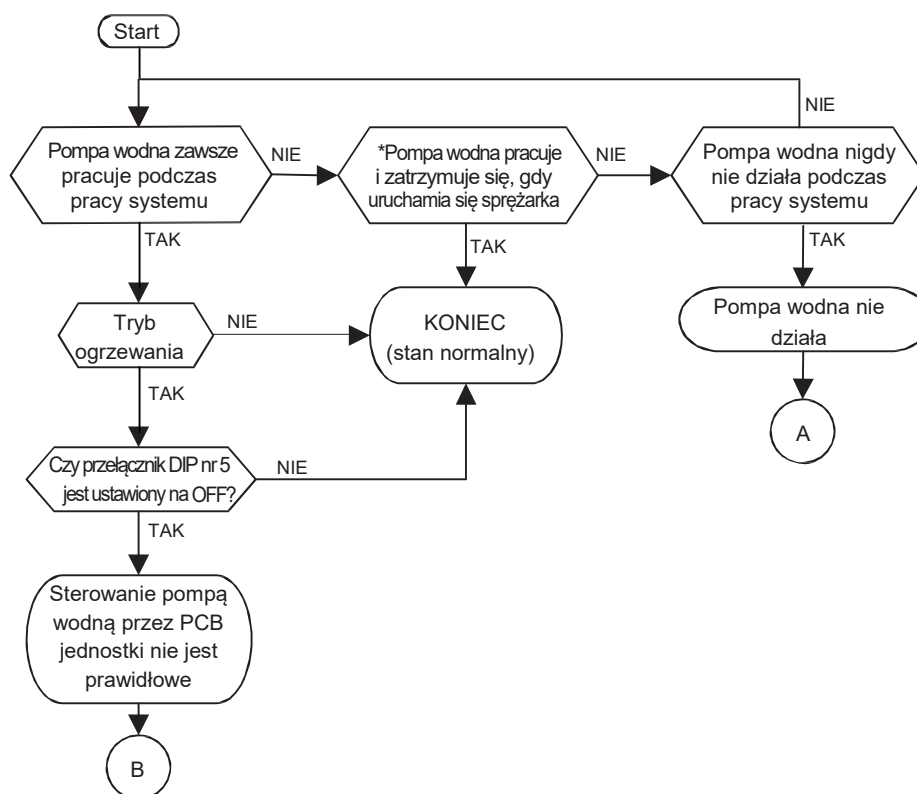 Start
NIE
Pompa wodna zawsze
pracuje podczas
pracy systemu
NIE
*Pompa wodna pracuje
i zatrzymuje się, gdy
uruchamia się sprężarka
NIE
Pompa wodna nigdy
nie działa podczas
pracy systemu
TAK
TAK
TAK
Tryb
ogrzewania
NIE
KONIEC
(stan normalny)
Pompa wodna nie
działa
TAK
A
Czy przełącznik DIP nr 5
jest ustawiony na OFF?
NIE
TAK
Sterowanie pompą
wodną przez PCB
jednostki nie jest
prawidłowe
B